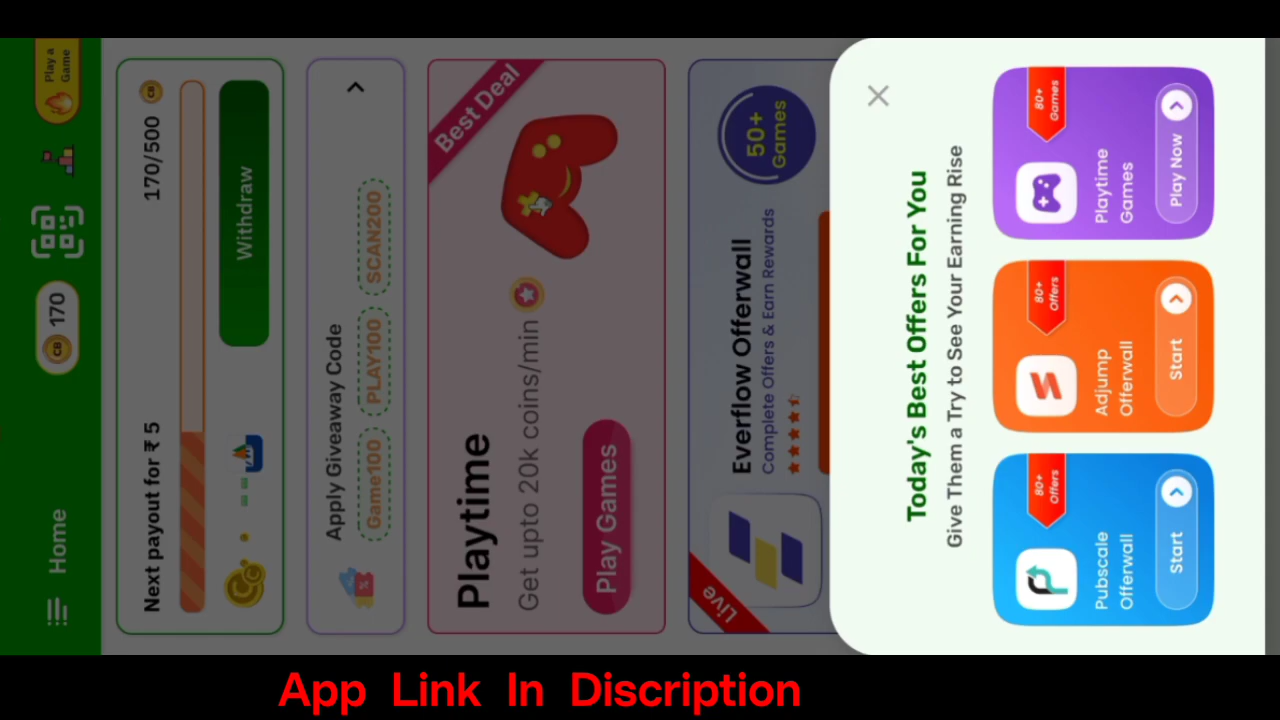 Home
170
Play a
Game
Next payout for ₹ 5
170/500
Withdraw
Apply Giveaway Code
Game100
PLAY100
SCAN200
Best Deal
Playtime
Get upto 20k coins/min
Play Games
Live
Everflow Offerwall
Complete Offers & Earn Rewards
50+
Games
Today's Best Offers For You
Give Them a Try to See Your Earning Rise
80+
Offers
Pubscale
Offerwall
Start
80+
Offers
Adjump
Offerwall
Start
80+
Games
Playtime
Games
Play Now
App Link In Discription